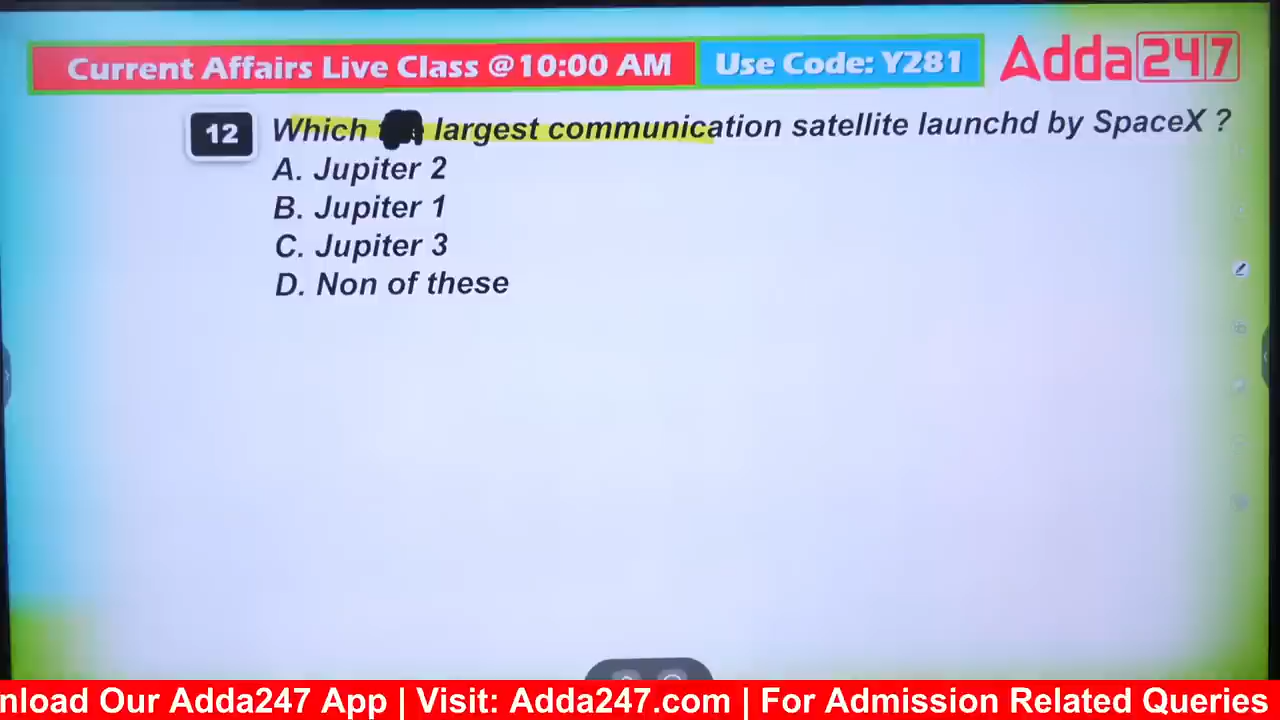 Current Affairs Live Class @10:00 AM Use Code: Y281 Adda247
12 Which largest communication satellite launchd by SpaceX ?
A. Jupiter 2
B. Jupiter 1
C. Jupiter 3
D. Non of these
nload Our Adda247 App | Visit: Adda247.com | For Admission Related Queries